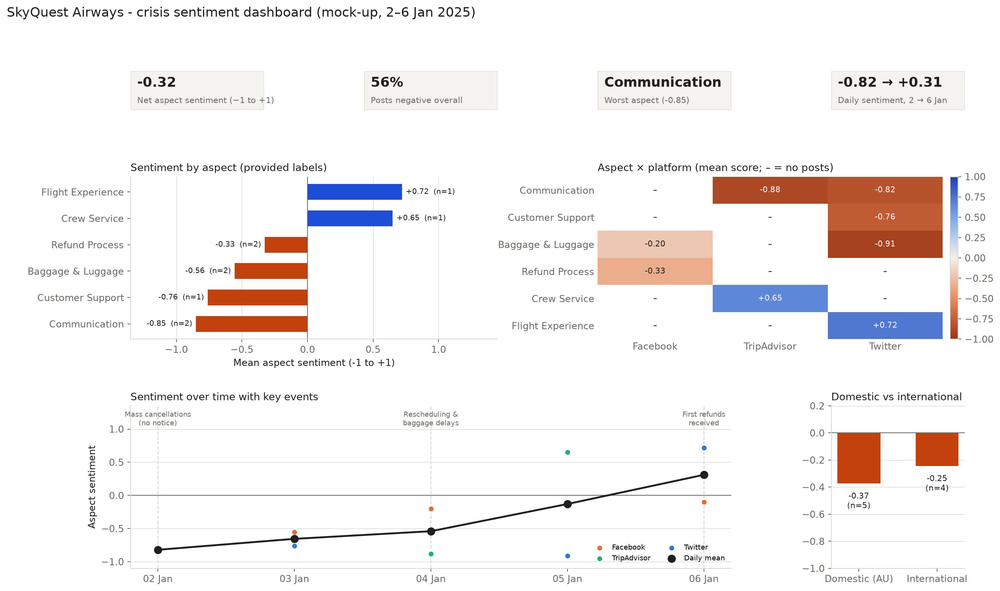 SkyQuest Airways - crisis sentiment dashboard (mock-up, 2–6 Jan 2025)
-0.32
Net aspect sentiment (−1 to +1)
56%
Posts negative overall
Communication
Worst aspect (-0.85)
-0.82 → +0.31
Daily sentiment, 2 → 6 Jan
Sentiment by aspect (provided labels)
Flight Experience
+0.72 (n=1)
Crew Service
+0.65 (n=1)
Refund Process
-0.33 (n=2)
Baggage & Luggage
-0.56 (n=2)
Customer Support
-0.76 (n=1)
Communication
-0.85 (n=2)
−1.0
−0.5
0.0
0.5
1.0
Mean aspect sentiment (-1 to +1)
Aspect × platform (mean score; – = no posts)
Communication
–
-0.88
-0.82
Customer Support
–
–
-0.76
Baggage & Luggage
-0.20
–
-0.91
Refund Process
-0.33
–
–
Crew Service
–
+0.65
–
Flight Experience
–
–
+0.72
Facebook
TripAdvisor
Twitter
1.00
0.75
0.50
0.25
0.00
−0.25
−0.50
−0.75
−1.00
Sentiment over time with key events
Mass cancellations
(no notice)
Rescheduling &
baggage delays
First refunds
received
Aspect sentiment
1.0
0.5
0.0
−0.5
−1.0
Facebook
TripAdvisor
Twitter
Daily mean
02 Jan
03 Jan
04 Jan
05 Jan
06 Jan
Domestic vs international
0.2
0.0
−0.2
−0.4
−0.6
−0.8
−1.0
-0.37
(n=5)
-0.25
(n=4)
Domestic (AU)
International